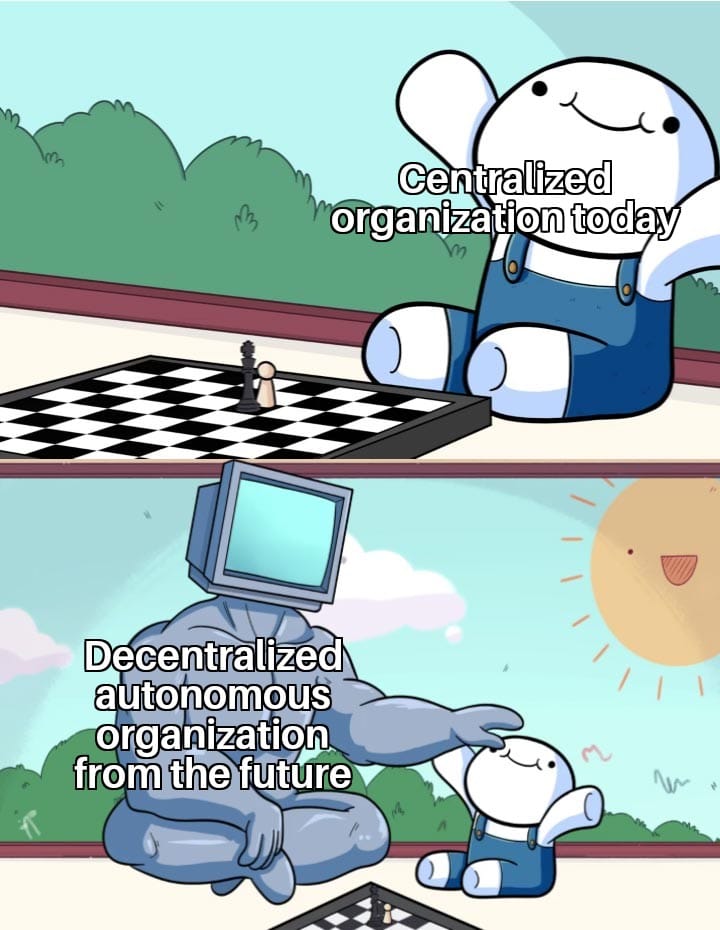 Centralized
organization today
Decentralized
autonomous
organization
from the future